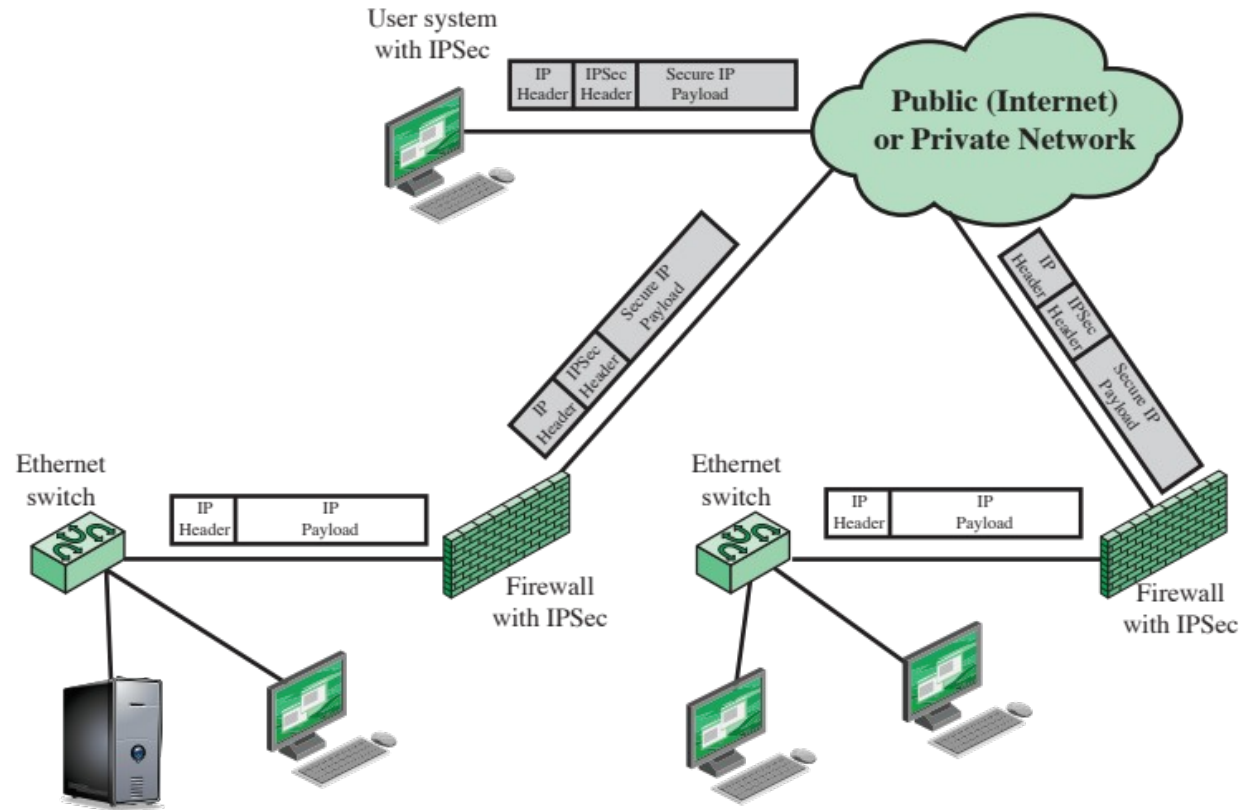 User system
with IPSec
IP
Header
IPSec
Header
Secure IP
Payload
Public (Internet)
or Private Network
IP
Header
IPSec
Header
Secure IP
Payload
IP
Header
IPSec
Header
Secure IP
Payload
Ethernet
switch
IP
Header
IP
Payload
Firewall
with IPSec
Ethernet
switch
IP
Header
IP
Payload
Firewall
with IPSec